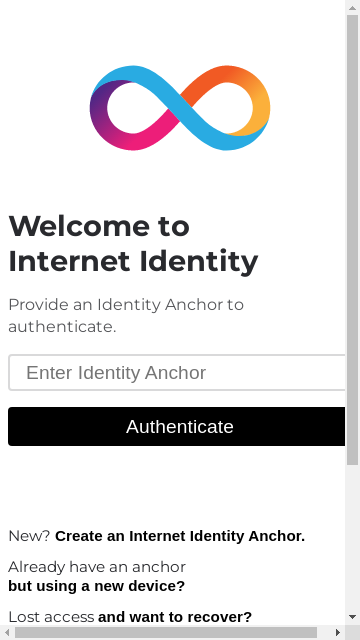 Welcome to
Internet Identity
Provide an Identity Anchor to
authenticate.
Enter Identity Anchor
Authenticate
New? Create an Internet Identity Anchor.
Already have an anchor
but using a new device?
Lost access and want to recover?